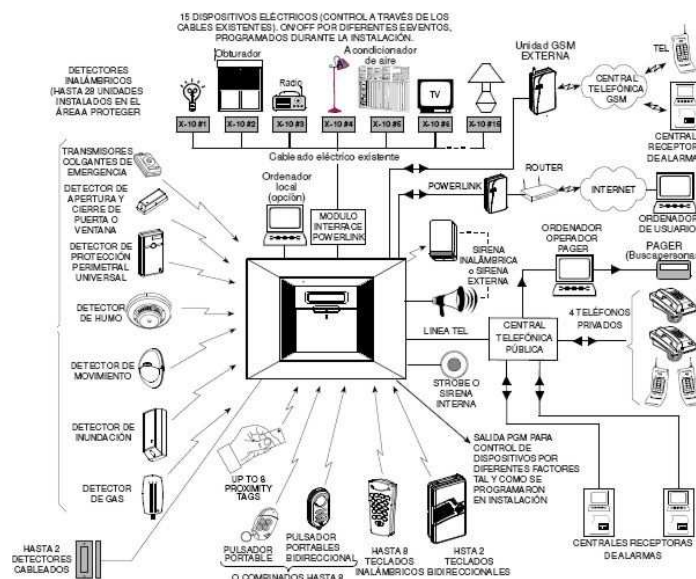 15 DISPOSITIVOS ELÉCTRICOS (CONTROL A TRAVÉS DE LOS
CABLES EXISTENTES). ON'OFF POR DIFERENTES EEVENTOS,
PROGRAMADOS DURANTE LA INSTALACIÓN.
DETECTORES
INALÁMBRICOS
(HASTA 28 UNIDADES
INSTALADOS EN EL
ÁREAA PROTEGER
Obturador
Radio
Acondicionador
de aire
TV
X-10 #1
X-10 #2
X-10 #3
X-10 #4
X-10 #5
X-10 #6
X-10 #15
Cableado eléctrico existente
Unidad GSM
EXTERNA
CENTRAL
TELEFÓNICA
GSM
TEL
CENTRAL
RECEPTORA
DE ALARMA
TRANSMISORES
COLGANTES DE
EMERGENCIA
DETECTOR DE
APERTURA Y
CIERRE DE
PUERTA O
VENTANA
DETECTOR DE
PROTECCIÓN
PERIMETRAL
UNIVERSAL
DETECTOR
DE HUMO
DETECTOR DE
MOVIMIENTO
DETECTOR DE
INUNDACIÓN
DETECTOR
DE GAS
HASTA 2
DETECTORES
CABLEADOS
Ordenador
local
(opción)
MODULO
INTERFACE
POWERLINK
POWERLINK
ROUTER
INTERNET
ORDENADOR
DE USUARIO
SIRENA
INALÁMBRICA
o SIRENA
EXTERNA
ORDENADOR
OPERADOR
PAGER
PAGER
(Buscapersonas
LINEA TEL
CENTRAL
TELEFÓNICA
PÚBLICA
4 TELÉFONOS
PRIVADOS
STROBE O
SIRENA
INTERNA
SALIDA PGM PARA
CONTROL DE
DISPOSITIVOS POR
DIFERENTES FACTORES
TAL Y COMO SE
PROGRAMARON
EN INSTALACIÓN
CENTRALES RECEPTORAS
DE ALARMAS
UP TO 8
PROXIMITY
TAGS
PULSADOR
PORTABLE
PULSADOR
PORTABLES
BIDIRECCIONAL
O COMBINADOS HASTA 8
HASTA 8
TECLADOS
INALÁMBRICOS
HSTA 2
TECLADOS
BIDIRECCIONALES